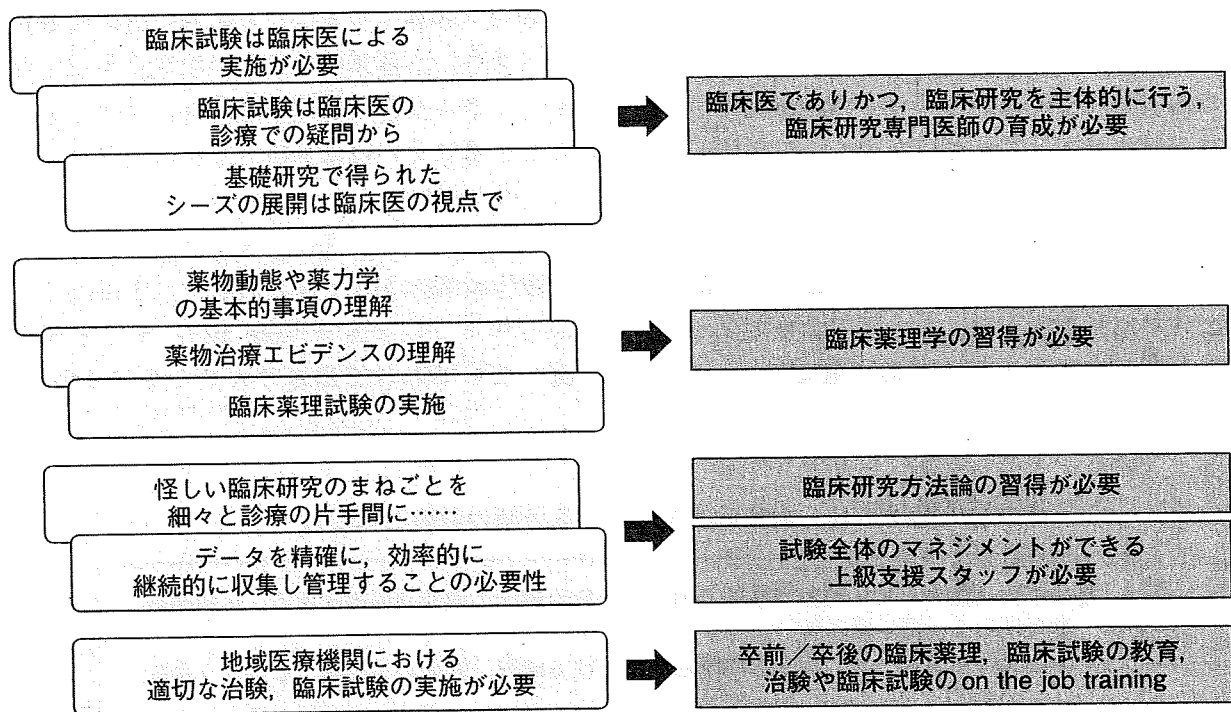 臨床試験は臨床医による
実施が必要
臨床試験は臨床医の
診療での疑問から
基礎研究で得られた
シーズの展開は臨床医の視点で
臨床医でありかつ，臨床研究を主体的に行う，
臨床研究専門医師の育成が必要
薬物動態や薬力学
の基本的事項の理解
薬物治療エビデンスの理解
臨床薬理試験の実施
臨床薬理学の習得が必要
怪しい臨床研究のまねごとを
細々と診療の片手間に……
データを精確に，効率的に
継続的に収集し管理することの必要性
臨床研究方法論の習得が必要
試験全体のマネジメントができる
上級支援スタッフが必要
地域医療機関における
適切な治験，臨床試験の実施が必要
卒前／卒後の臨床薬理，臨床試験の教育，
治験や臨床試験のon the job training